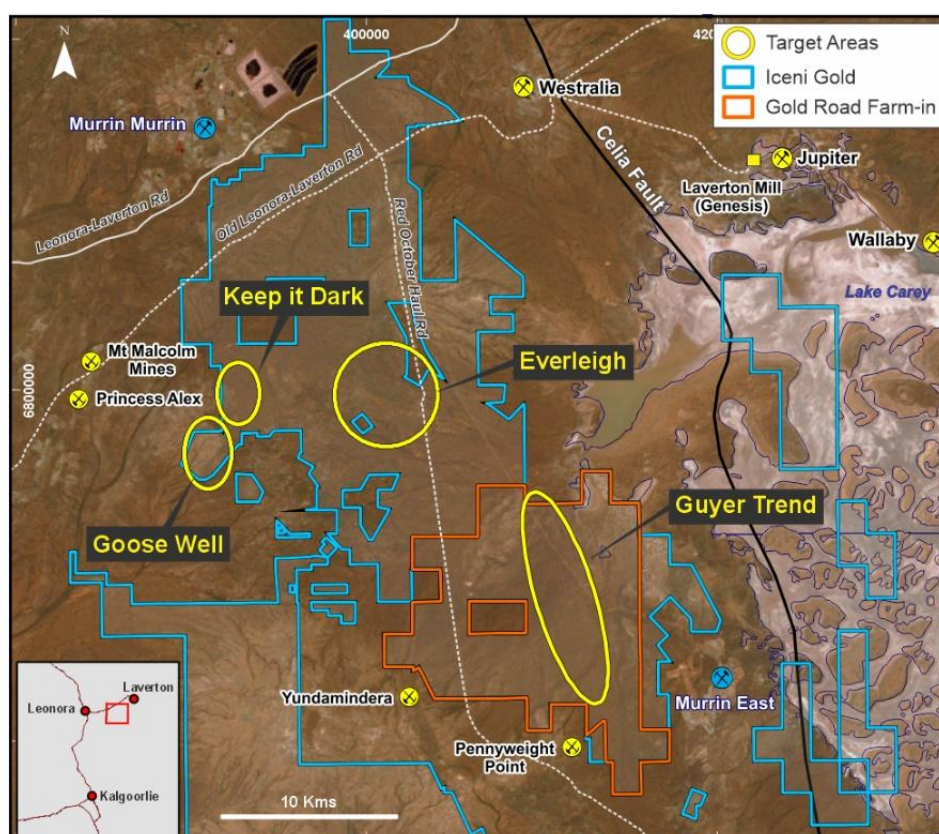 N
400000
420
6800000
Target Areas
Iceni Gold
Gold Road Farm-in
Murrin Murrin
Westralia
Jupiter
Laverton Mill
(Genesis)
Wallaby
Lake Carey
Celia Fault
Leonora-Laverton Rd
Old Leonora-Laverton Rd
Red October Haul Rd
Keep it Dark
Mt Malcolm
Mines
Princess Alex
Everleigh
Goose Well
Guyer Trend
Yundamindera
Murrin East
Pennyweight
Point
Laverton
Leonora
Kalgoorlie
10 Kms